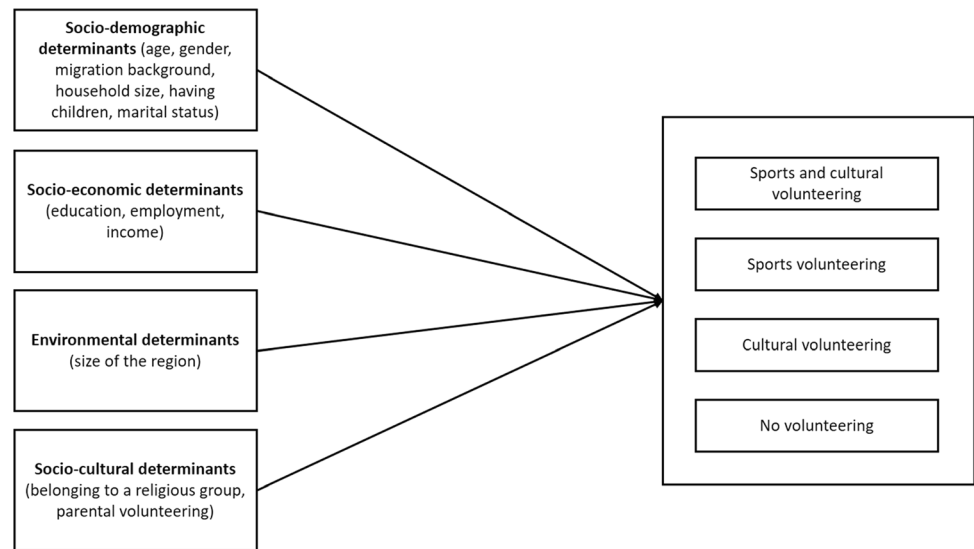 Socio-demographic
determinants (age, gender,
migration background,
household size, having
children, marital status)
Socio-economic determinants
(education, employment,
income)
Environmental determinants
(size of the region)
Socio-cultural determinants
(belonging to a religious group,
parental volunteering)
Sports and cultural
volunteering
Sports volunteering
Cultural volunteering
No volunteering